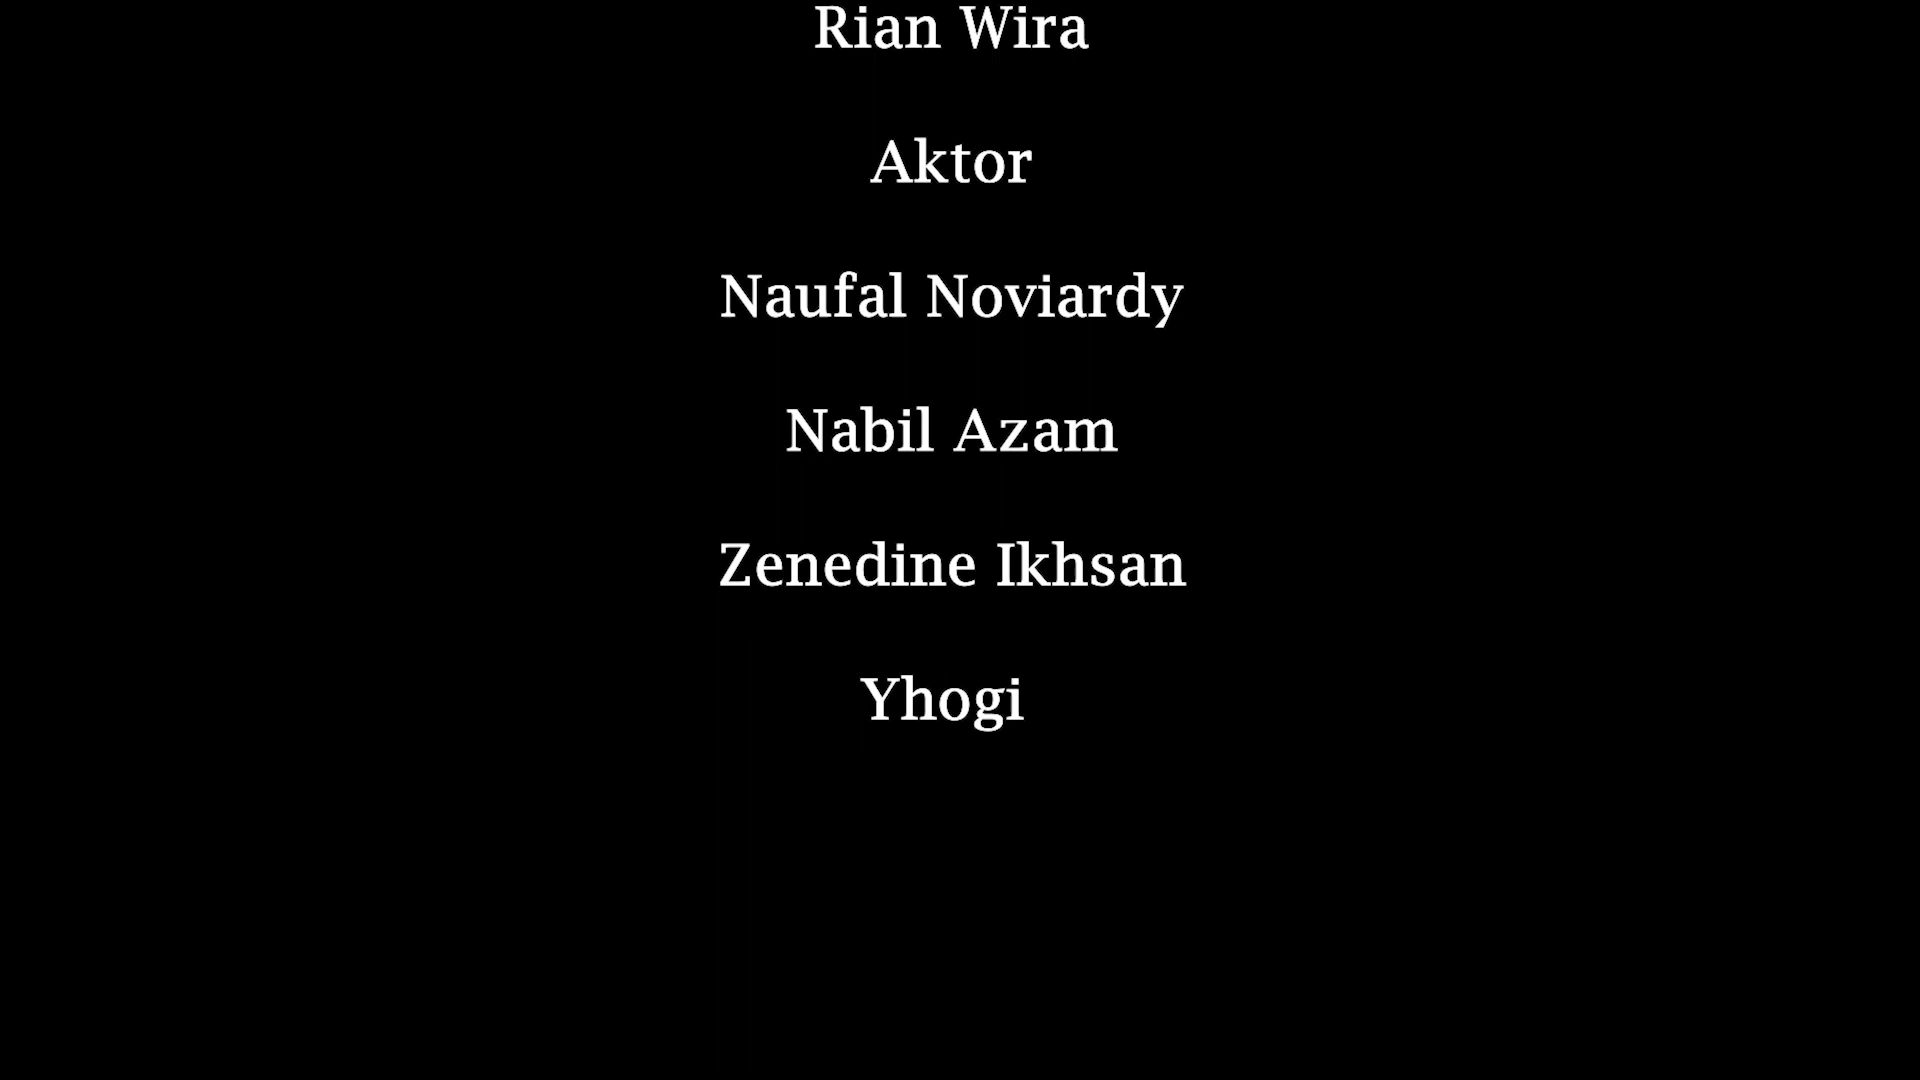 Rian Wira
Aktor
Naufal Noviardy
Nabil Azam
Zenedine Ikhsan
Yhogi